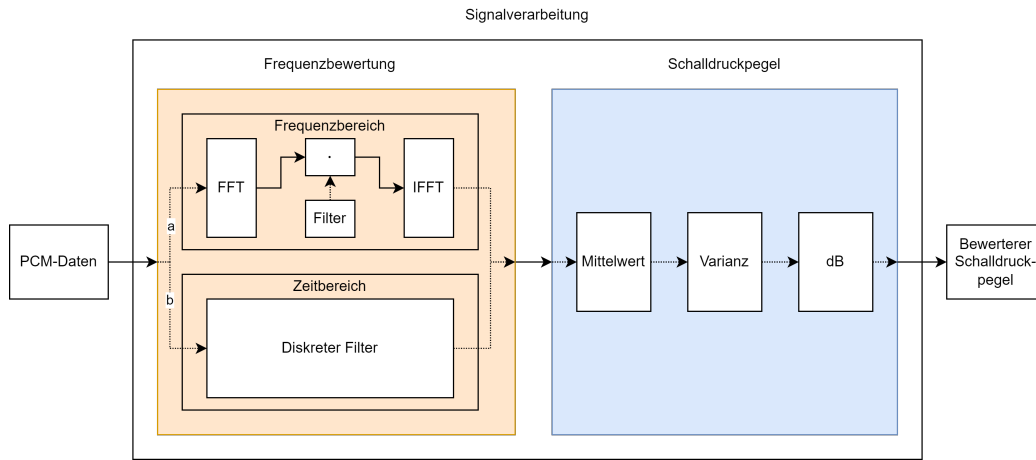 Signalverarbeitung
Frequenzbewertung
Schalldruckpegel
Frequenzbereich
FFT
·
IFFT
Filter
a
PCM-Daten
b
Zeitbereich
Diskreter Filter
Mittelwert
Varianz
dB
Bewerterer
Schalldruck-
pegel